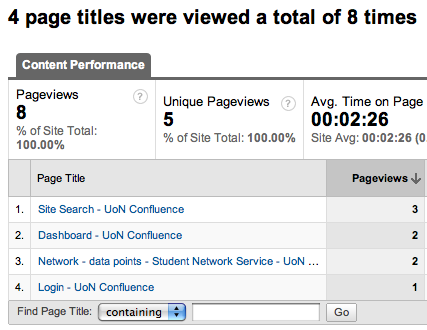 4 page titles were viewed a total of 8 times
Content Performance
Pageviews ?
8
% of Site Total:
100.00%
Unique Pageviews ?
5
% of Site Total: 100.00%
Avg. Time on Page
00:02:26
Site Avg: 00:02:26 (0.
Page Title Pageviews
1. Site Search - UoN Confluence 3
2. Dashboard - UoN Confluence 2
3. Network - data points - Student Network Service - UoN ... 2
4. Login - UoN Confluence 1
Find Page Title: containing Go